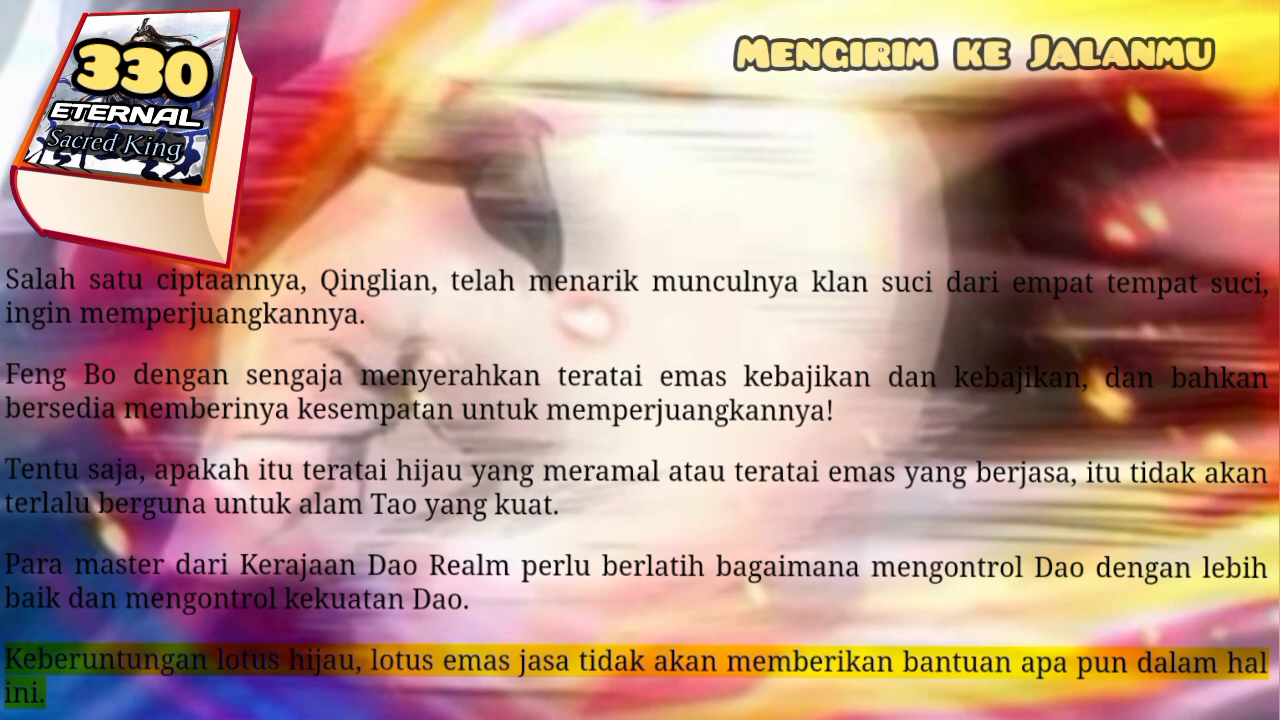 330
ETERNAL
Sacred King
Mengirim ke Jalanmu
Salah satu ciptaannya, Qinglian, telah menarik munculnya klan suci dari empat tempat suci,
ingin memperjuangkannya.
Feng Bo dengan sengaja menyerahkan teratai emas kebajikan dan kebajikan, dan bahkan
bersedia memberinya kesempatan untuk memperjuangkannya!
Tentu saja, apakah itu teratai hijau yang meramal atau teratai emas yang berjasa, itu tidak akan
terlalu berguna untuk alam Tao yang kuat.
Para master dari Kerajaan Dao Realm perlu berlatih bagaimana mengontrol Dao dengan lebih
baik dan mengontrol kekuatan Dao.
Keberuntungan lotus hijau, lotus emas jasa tidak akan memberikan bantuan apa pun dalam hal
ini.